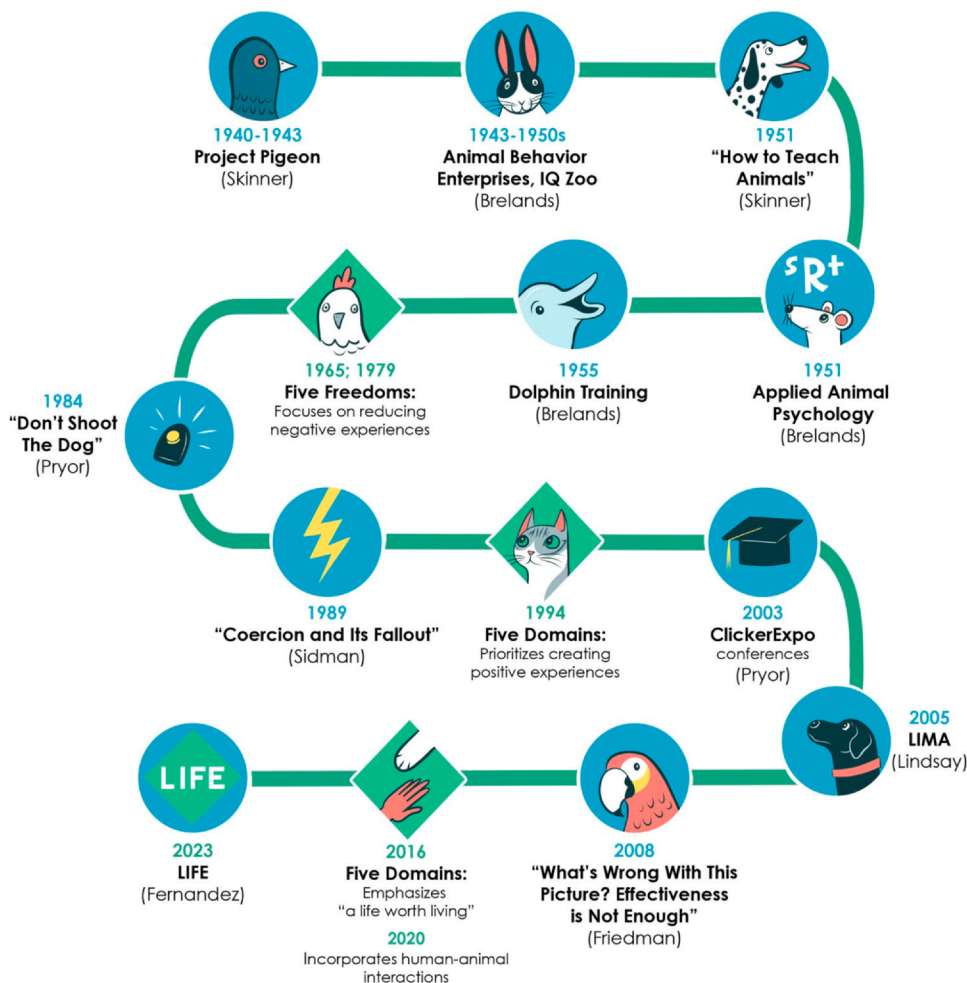 1940-1943
Project Pigeon
(Skinner)
1943-1950s
Animal Behavior
Enterprises, IQ Zoo
(Brelands)
1951
“How to Teach
Animals”
(Skinner)
SR+
1951
Applied Animal
Psychology
(Brelands)
1955
Dolphin Training
(Brelands)
1965; 1979
Five Freedoms:
Focuses on reducing
negative experiences
1984
“Don’t Shoot
The Dog”
(Pryor)
1989
“Coercion and Its Fallout”
(Sidman)
1994
Five Domains:
Prioritizes creating
positive experiences
2003
ClickerExpo
conferences
(Pryor)
2005
LIMA
(Lindsay)
2008
“What’s Wrong With This
Picture? Effectiveness
is Not Enough”
(Friedman)
2016
Five Domains:
Emphasizes
“a life worth living”
2020
Incorporates human-animal
interactions
LIFE
2023
LIFE
(Fernandez)